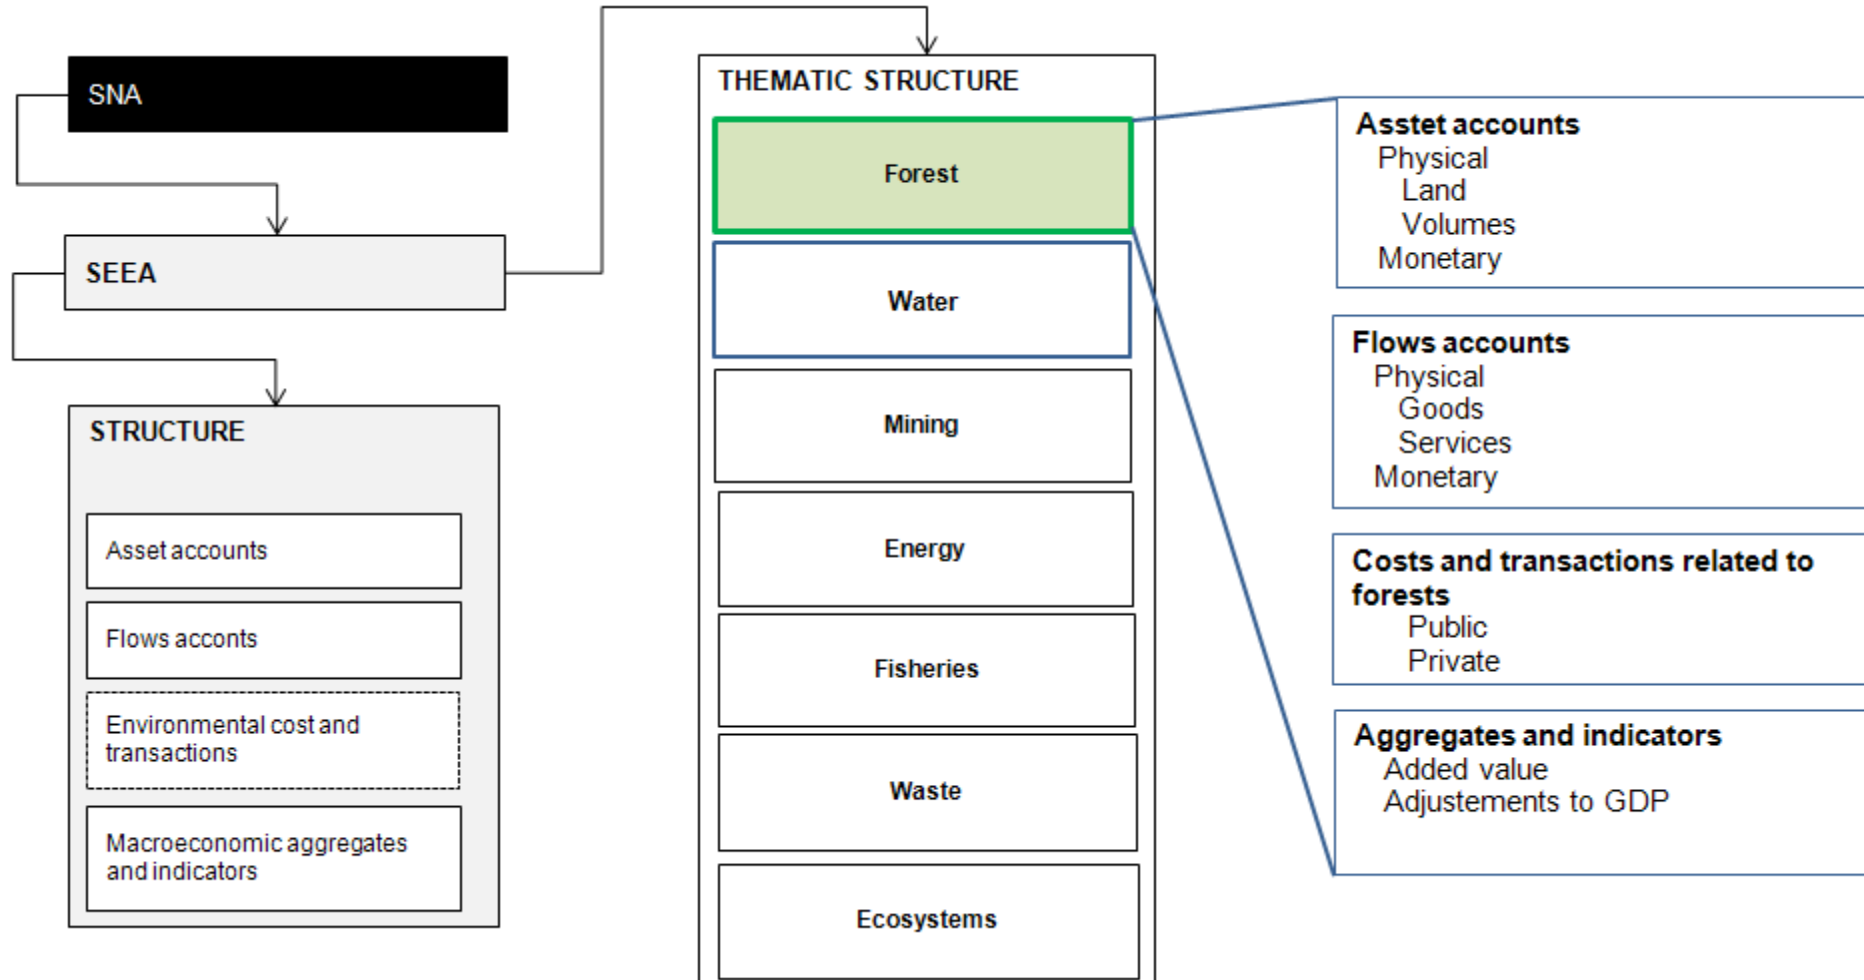 SNA
SEEA
STRUCTURE
Asset accounts
Flows acconts
Environmental cost and
transactions
Macroeconomic aggregates
and indicators
THEMATIC STRUCTURE
Forest
Water
Mining
Energy
Fisheries
Waste
Ecosystems
Asstet accounts
Physical
Land
Volumes
Monetary
Flows accounts
Physical
Goods
Services
Monetary
Costs and transactions related to
forests
Public
Private
Aggregates and indicators
Added value
Adjustements to GDP